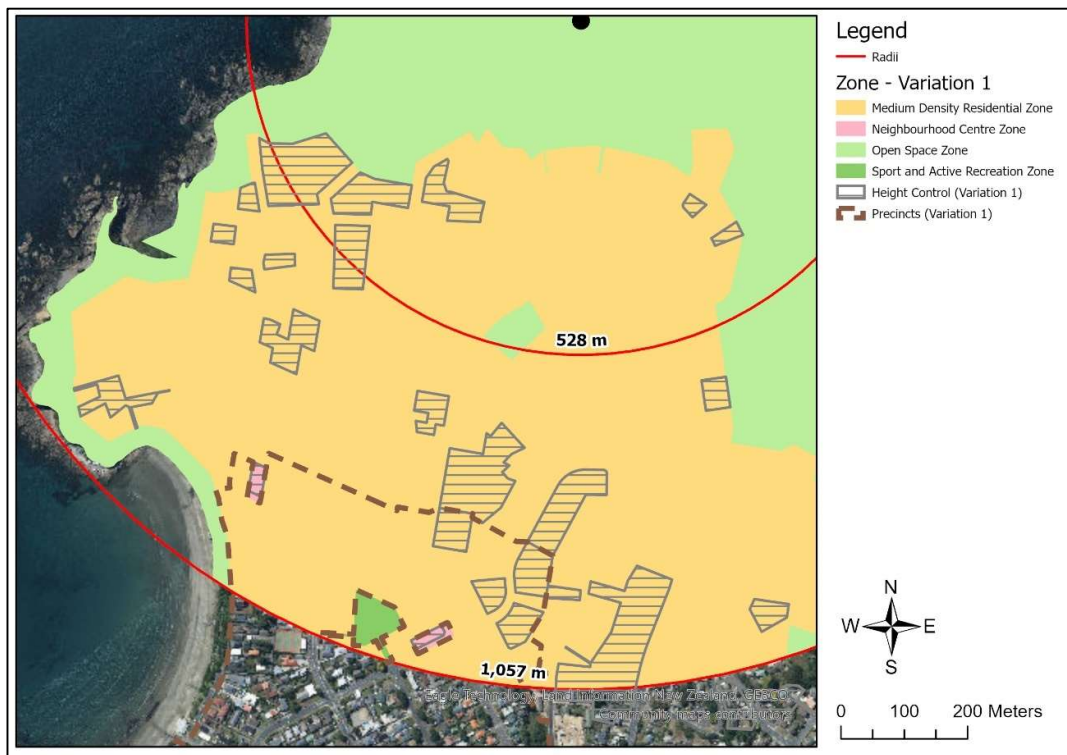 Legend
Radii
Zone - Variation 1
Medium Density Residential Zone
Neighbourhood Centre Zone
Open Space Zone
Sport and Active Recreation Zone
Height Control (Variation 1)
Precincts (Variation 1)
528 m
1,057 m
Eagle Technology, Land Information New Zealand, GEBCO,
Community maps contributors
N
W
E
S
0
100
200 Meters